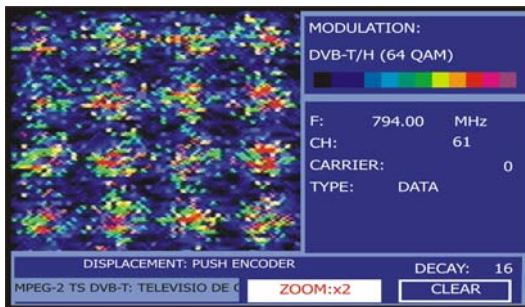 MODULATION:
DVB-T/H (64 QAM)
F: 794.00 MHz
CH: 61
CARRIER: 0
TYPE: DATA
DISPLACEMENT: PUSH ENCODER
DECAY: 16
MPEG-2 TS DVB-T: TELEVISIO DE
ZOOM:x2
CLEAR